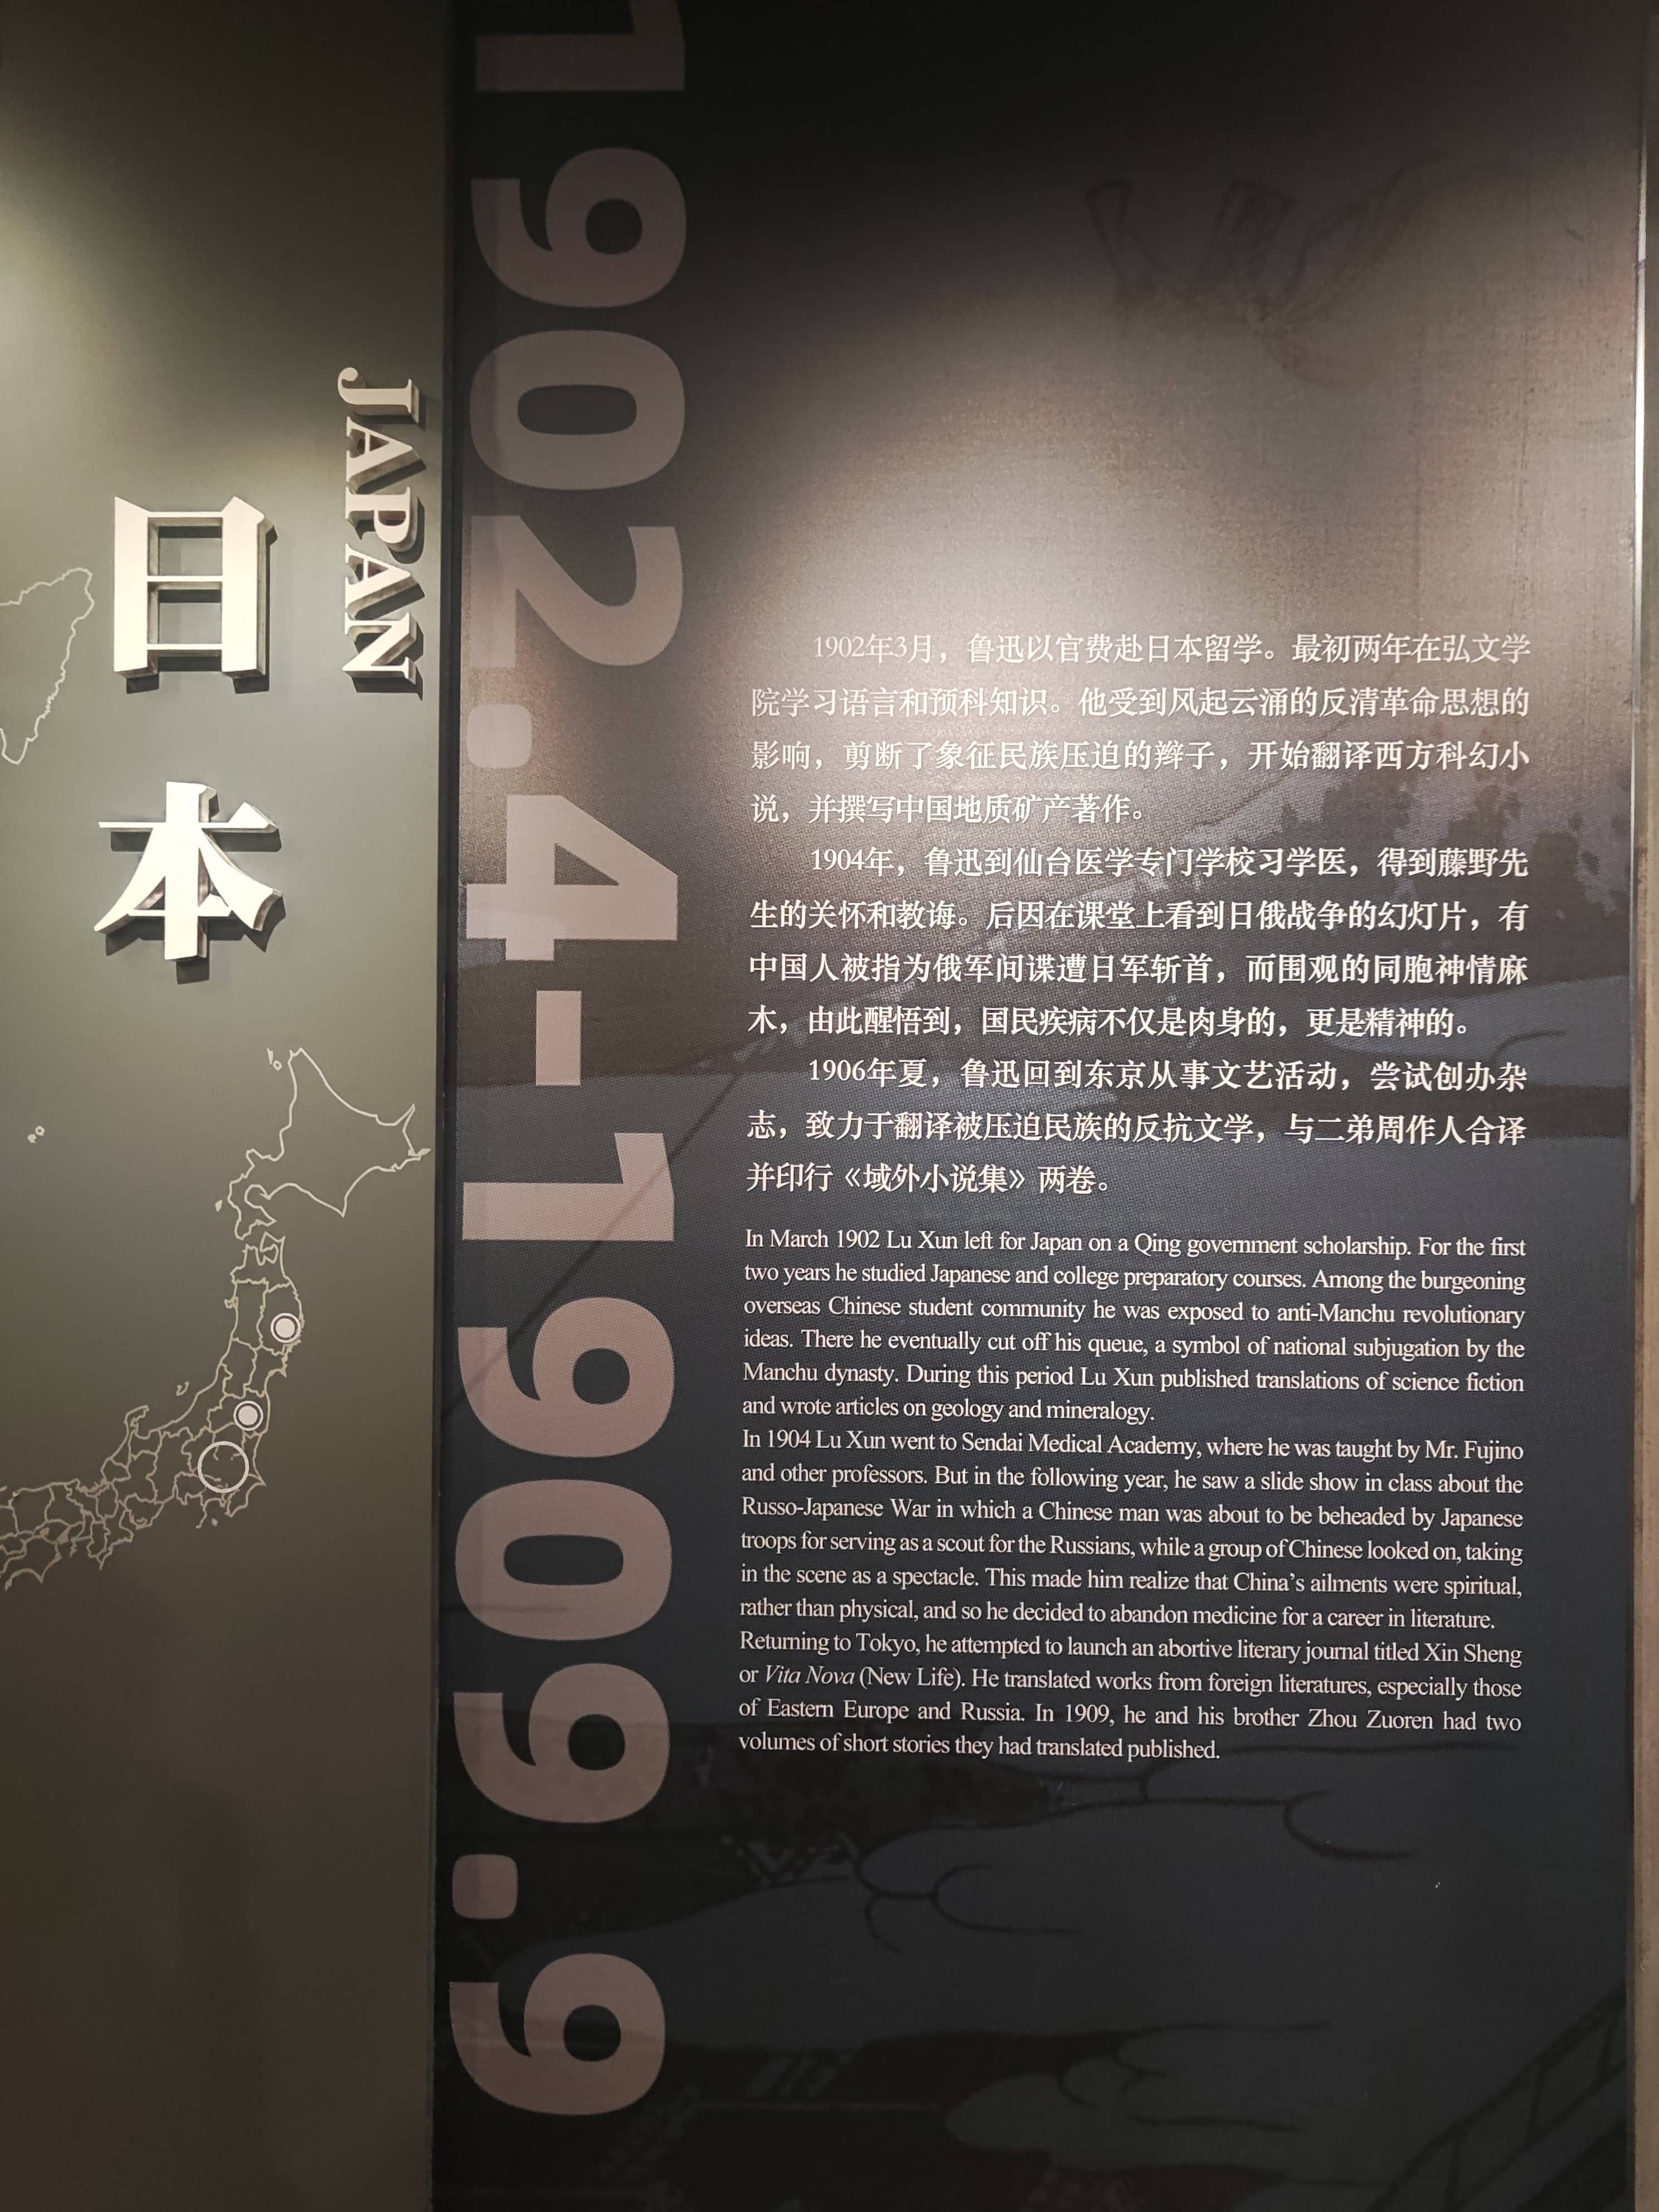 日本
JAPAN
1902.4-1909.9
1902年3月，鲁迅以官费赴日本留学。最初两年在弘文学
院学习语言和预科知识。他受到风起云涌的反清革命思想的
影响，剪断了象征民族压迫的辫子，开始翻译西方科幻小
说，并撰写中国地质矿产著作。
1904年，鲁迅到仙台医学专门学校习学医，得到藤野先
生的关怀和教诲。后因在课堂上看到日俄战争的幻灯片，有
中国人被指为俄军间谍遭日军斩首，而围观的同胞神情麻
木，由此醒悟到，国民疾病不仅是肉身的，更是精神的。
1906年夏，鲁迅回到东京从事文艺活动，尝试创办杂
志，致力于翻译被压迫民族的反抗文学，与二弟周作人合译
并印行《域外小说集》两卷。
In March 1902 Lu Xun left for Japan on a Qing government scholarship. For the first
two years he studied Japanese and college preparatory courses. Among the burgeoning
overseas Chinese student community he was exposed to anti-Manchu revolutionary
ideas. There he eventually cut off his queue, a symbol of national subjugation by the
Manchu dynasty. During this period Lu Xun published translations of science fiction
and wrote articles on geology and mineralogy.
In 1904 Lu Xun went to Sendai Medical Academy, where he was taught by Mr. Fujino
and other professors. But in the following year, he saw a slide show in class about the
Russo-Japanese War in which a Chinese man was about to be beheaded by Japanese
troops for serving as a scout for the Russians, while a group of Chinese looked on, taking
in the scene as a spectacle. This made him realize that China's ailments were spiritual,
rather than physical, and so he decided to abandon medicine for a career in literature.
Returning to Tokyo, he attempted to launch an abortive literary journal titled Xin Sheng
or Vita Nova (New Life). He translated works from foreign literatures, especially those
of Eastern Europe and Russia. In 1909, he and his brother Zhou Zuoren had two
volumes of short stories they had translated published.